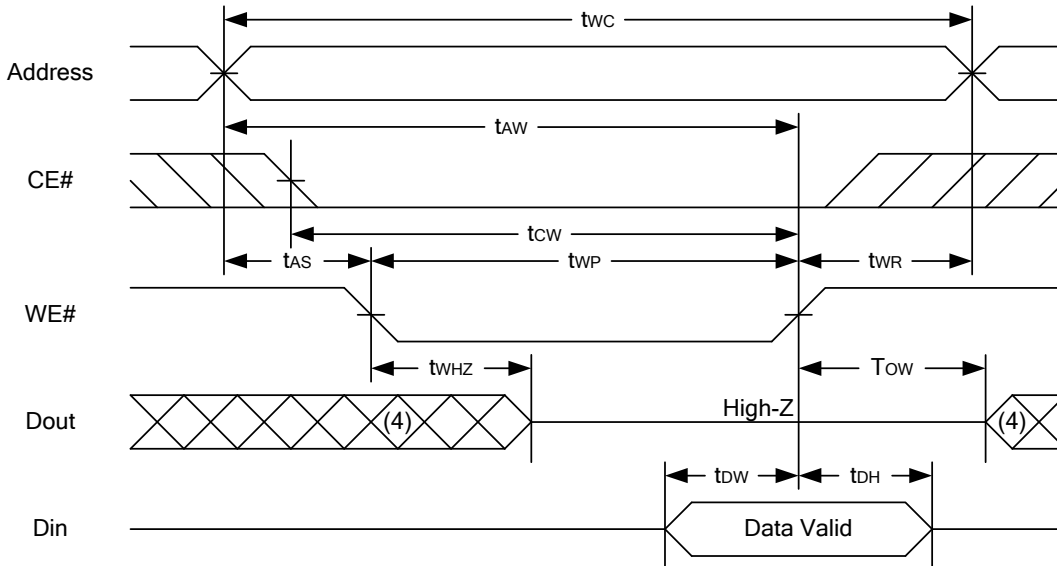 tWC
Address
tAW
CE#
tCW
tAS
tWP
tWR
WE#
tWHZ
TOW
Dout
(4)
High-Z
(4)
tDW
tDH
Din
Data Valid